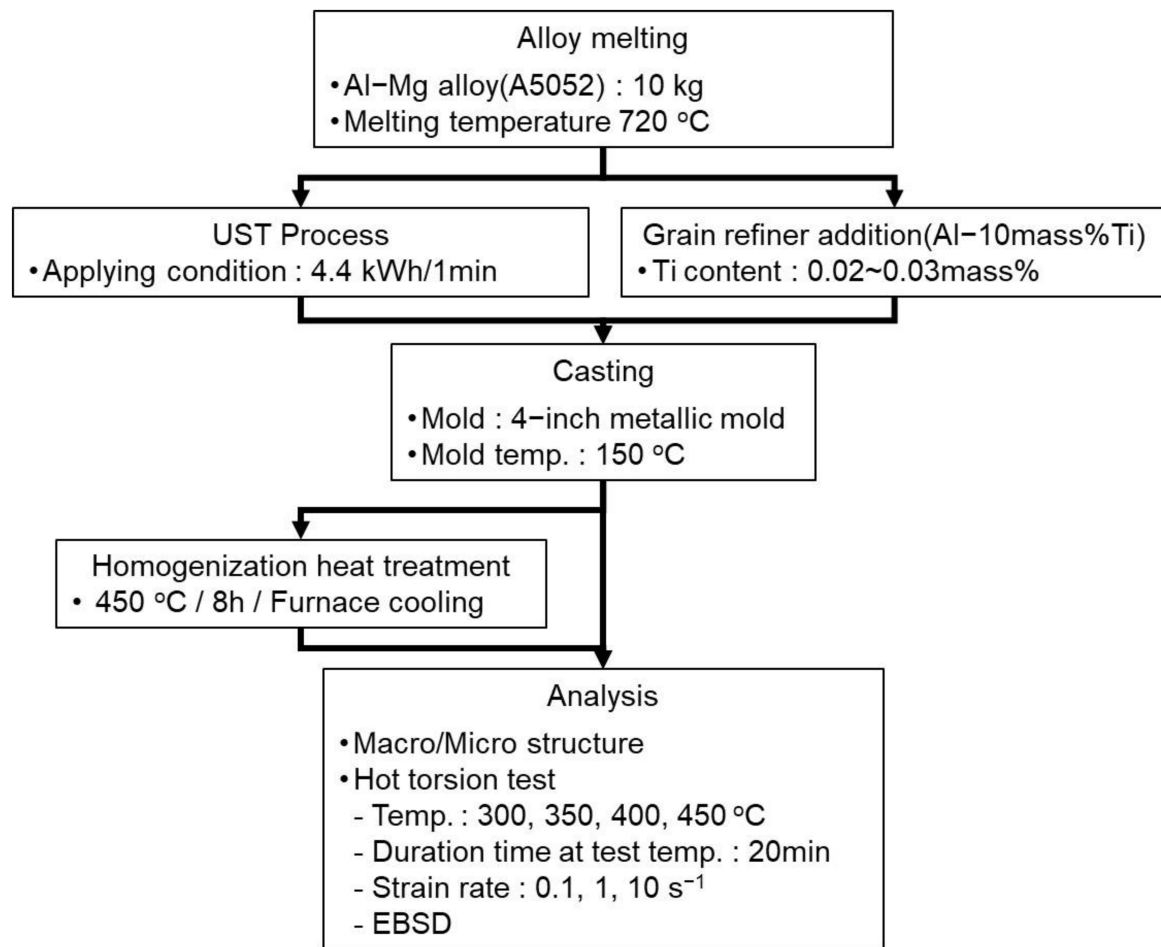 Alloy melting
•Al−Mg alloy(A5052) : 10 kg
•Melting temperature 720 °C
UST Process
•Applying condition : 4.4 kWh/1min
Grain refiner addition(Al−10mass%Ti)
•Ti content : 0.02~0.03mass%
Casting
•Mold : 4−inch metallic mold
•Mold temp. : 150 °C
Homogenization heat treatment
• 450 °C / 8h / Furnace cooling
Analysis
•Macro/Micro structure
•Hot torsion test
- Temp. : 300, 350, 400, 450 °C
- Duration time at test temp. : 20min
- Strain rate : 0.1, 1, 10 s⁻¹
- EBSD